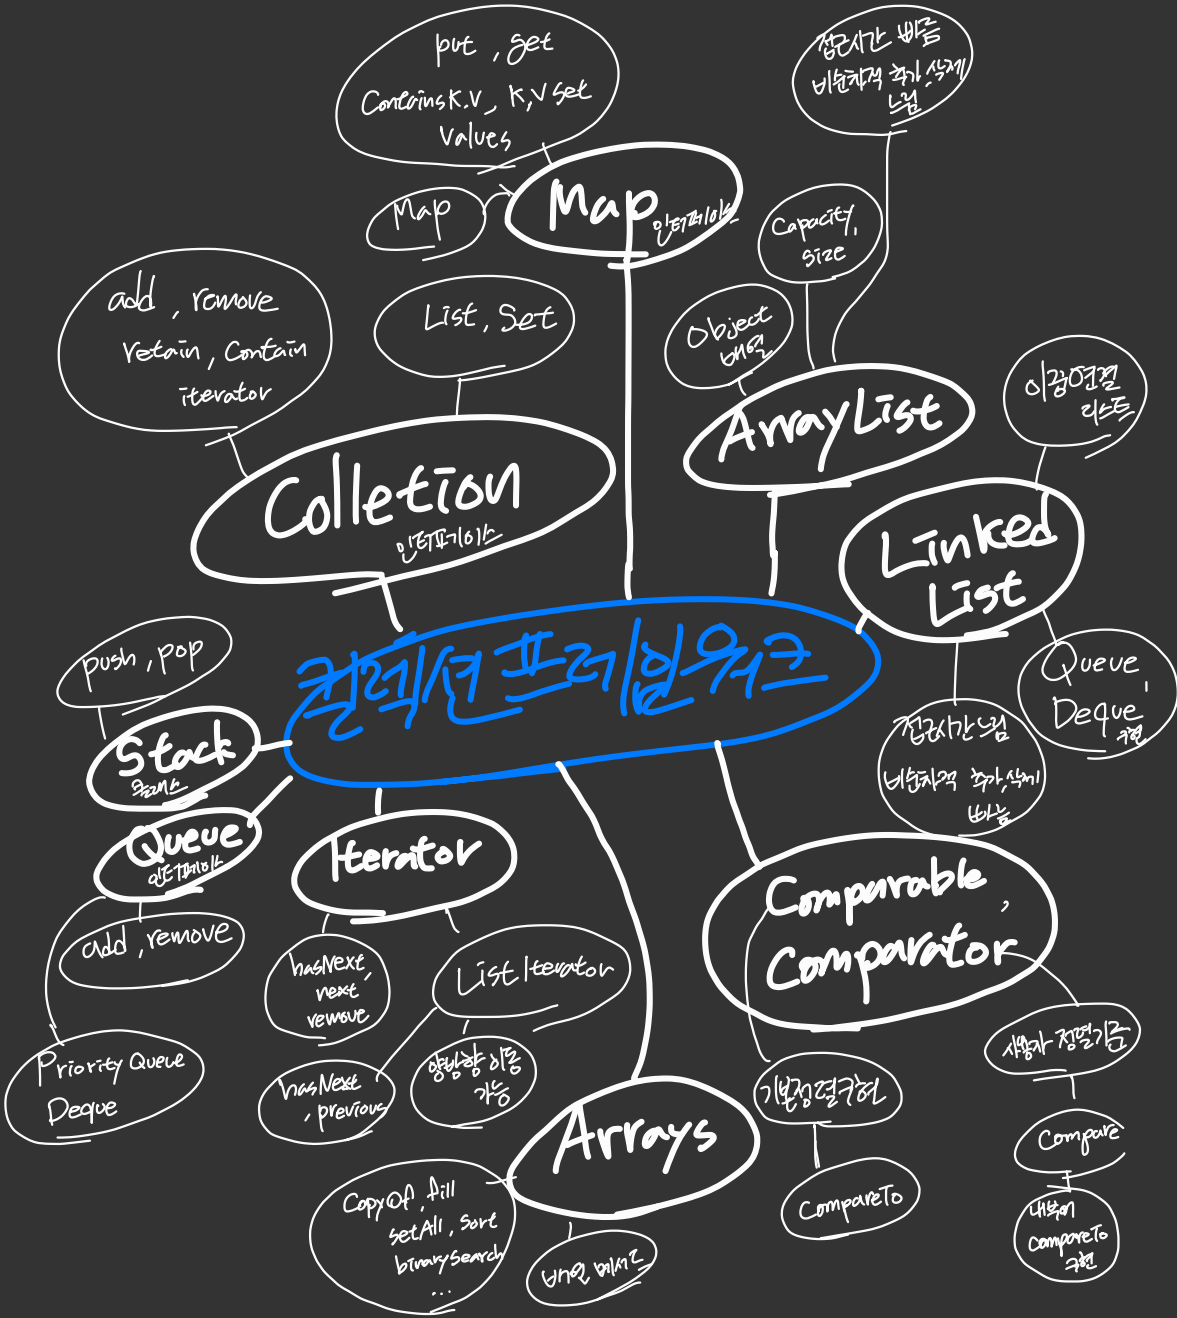 put , get
Contains K.V , K,V Set
Values
Map
Map
인터페이스
접근시간 빠름
비순차적 추가,삭제
느림
Capacity,
size
Object
배열
ArrayList
add , remove
retain , Contain
iterator
List , Set
Colletion
인터페이스
이중연결
리스트
Linked
List
Queue,
Deque
구현
접근시간 느림
비순차적 추가,삭제
빠름
컬렉션 프레임워크
push , pop
Stack
클래스
Queue
인터페이스
add , remove
Priority Queue
Deque
Iterator
hasNext,
next
remove
ListIterator
hasNext
, previous
양방향 이동
가능
Arrays
CopyOf , fill
setAll , Sort
binarySearch
...
배열 메서드
Comparable,
Comparator
기본정렬구현
CompareTo
사용자 정렬기준
Compare
내부에
CompareTo
구현